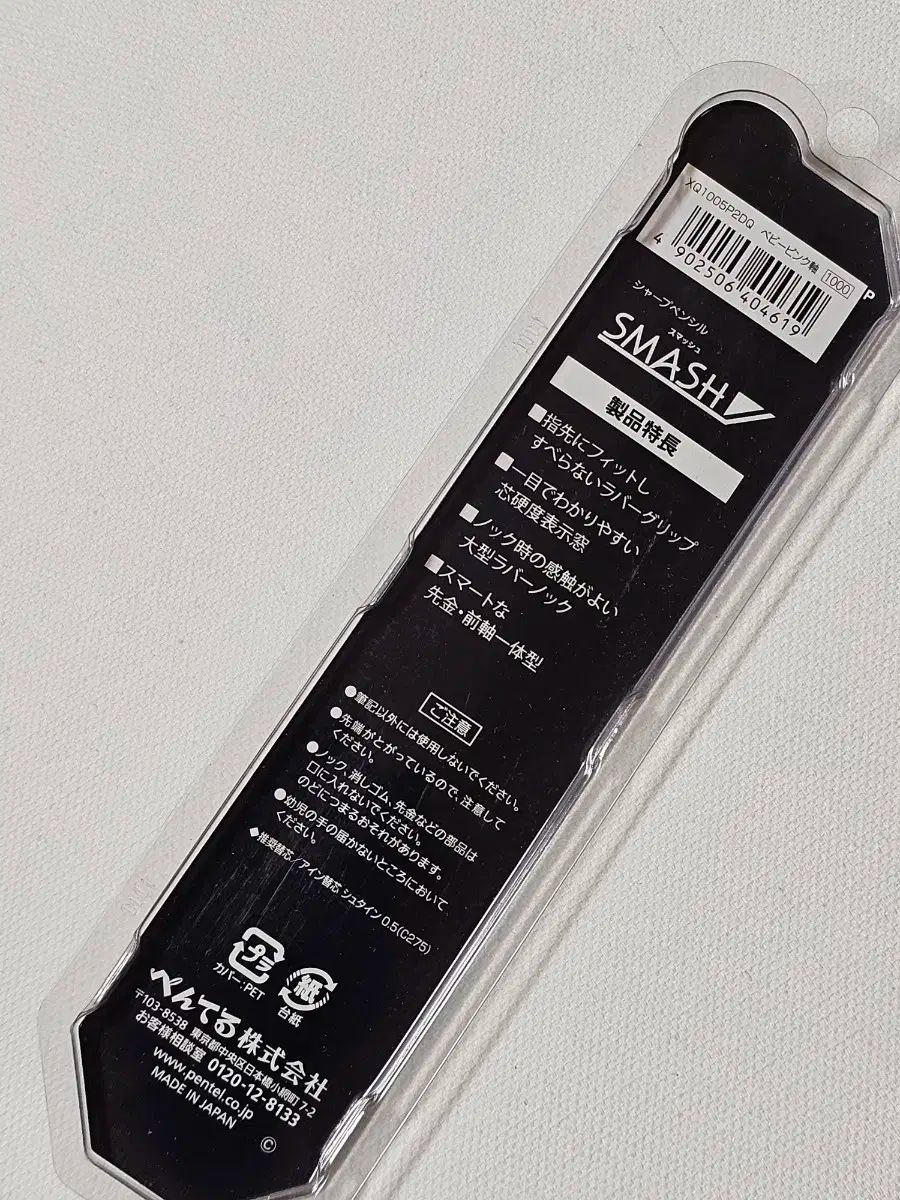 XQ1005P2DQ ベビーピンク軸 1000
4 902506 404619
P
シャープペンシル
スマッシュ
SMASH
製品特長
■指先にフィットし
すべらないラバーグリップ
■一目でわかりやすい
芯硬度表示窓
■ノック時の感触がよい
大型ラバーノック
■スマートな
先金・前軸一体型
ご注意
●筆記以外には使用しないでください。
●先端がとがっているので、注意して
ください。
●ノック、消しゴム、先金などの部品は
口に入れないでください。
のどにつまるおそれがあります。
●幼児の手の届かないところにおいて
ください。
◆推奨替芯/アイン替芯 シュタイン 0.5(C275)
プラ
カバー:PET
紙
台紙
ぺんてる株式会社
〒103-8538 東京都中央区日本橋小網町7-2
お客様相談室 0120-12-8133
www.pentel.co.jp
MADE IN JAPAN
©